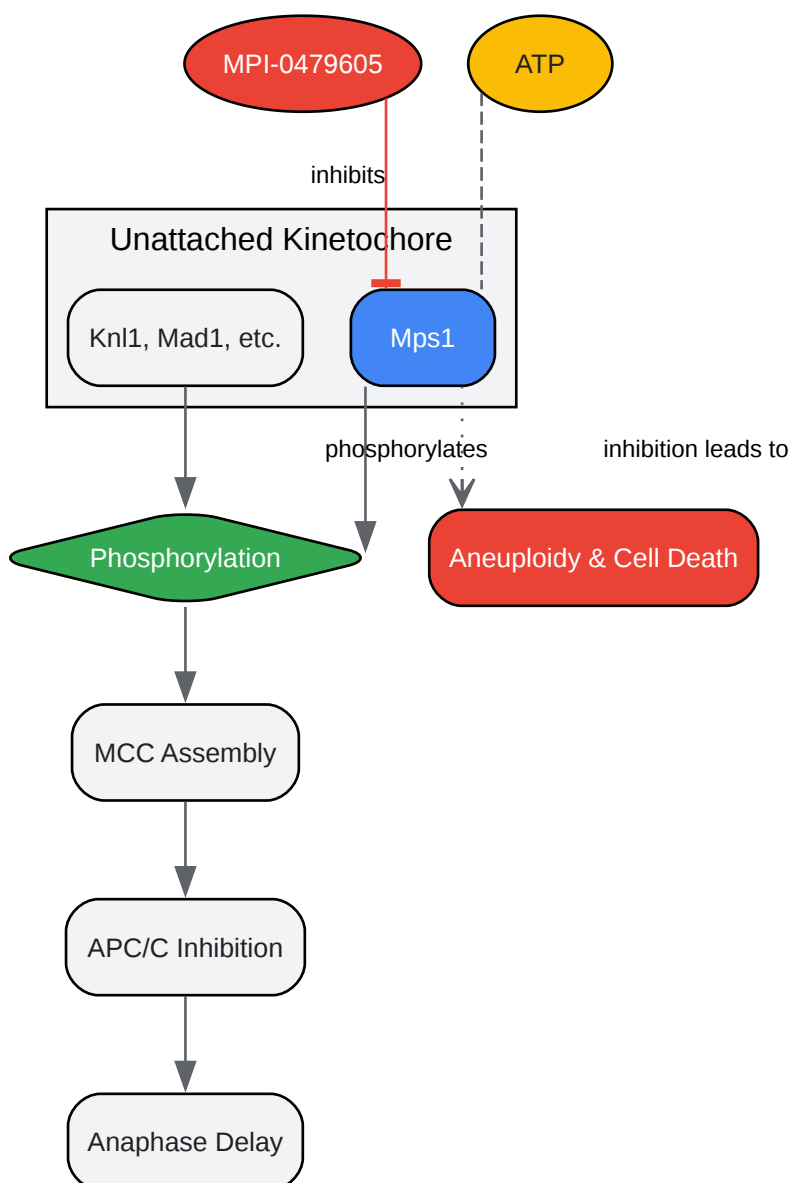 MPI-0479605
ATP
inhibits
Unattached Kinetochore
Knl1, Mad1, etc.
Mps1
phosphorylates
inhibition leads to
Phosphorylation
Aneuploidy & Cell Death
MCC Assembly
APC/C Inhibition
Anaphase Delay